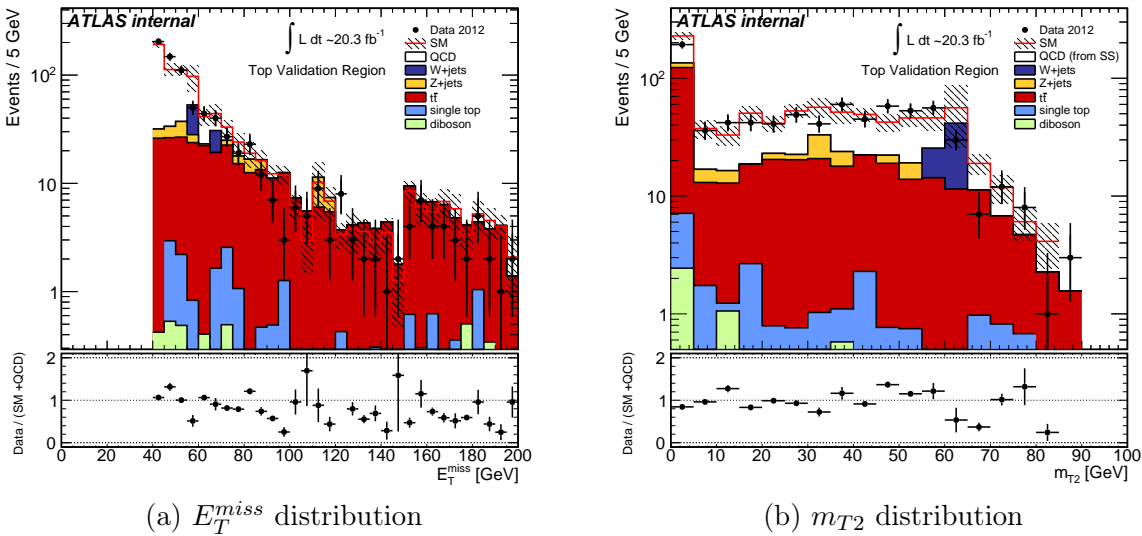 ATLAS internal
Events / 5 GeV
∫ L dt ~20.3 fb⁻¹
Top Validation Region
Data 2012
SM
QCD
W+jets
Z+jets
tt̄
single top
diboson
10²
10
1
Data / (SM +QCD)
2
1
0
0 20 40 60 80 100 120 140 160 180 200
E_T^miss [GeV]
(a) E_T^miss distribution
ATLAS internal
Events / 5 GeV
∫ L dt ~20.3 fb⁻¹
Top Validation Region
Data 2012
SM
QCD (from SS)
W+jets
Z+jets
tt̄
single top
diboson
10²
10
1
Data / (SM +QCD)
2
1
0
0 10 20 30 40 50 60 70 80 90 100
m_T2 [GeV]
(b) m_T2 distribution